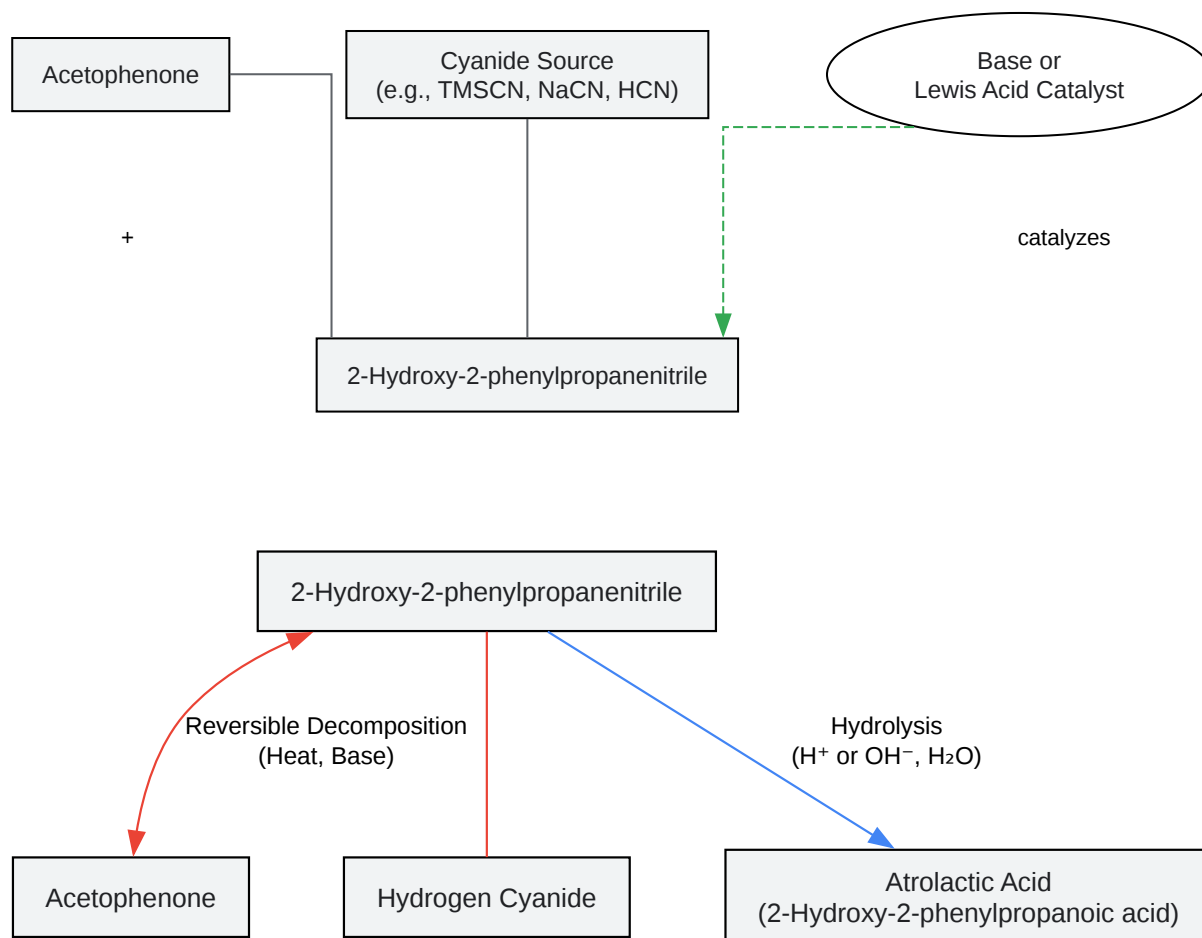 Acetophenone
Cyanide Source
(e.g., TMSCN, NaCN, HCN)
Base or
Lewis Acid Catalyst
+
catalyzes
2-Hydroxy-2-phenylpropanenitrile
2-Hydroxy-2-phenylpropanenitrile
Reversible Decomposition
(Heat, Base)
Hydrolysis
(H⁺ or OH⁻, H₂O)
Acetophenone
Hydrogen Cyanide
Atrolactic Acid
(2-Hydroxy-2-phenylpropanoic acid)